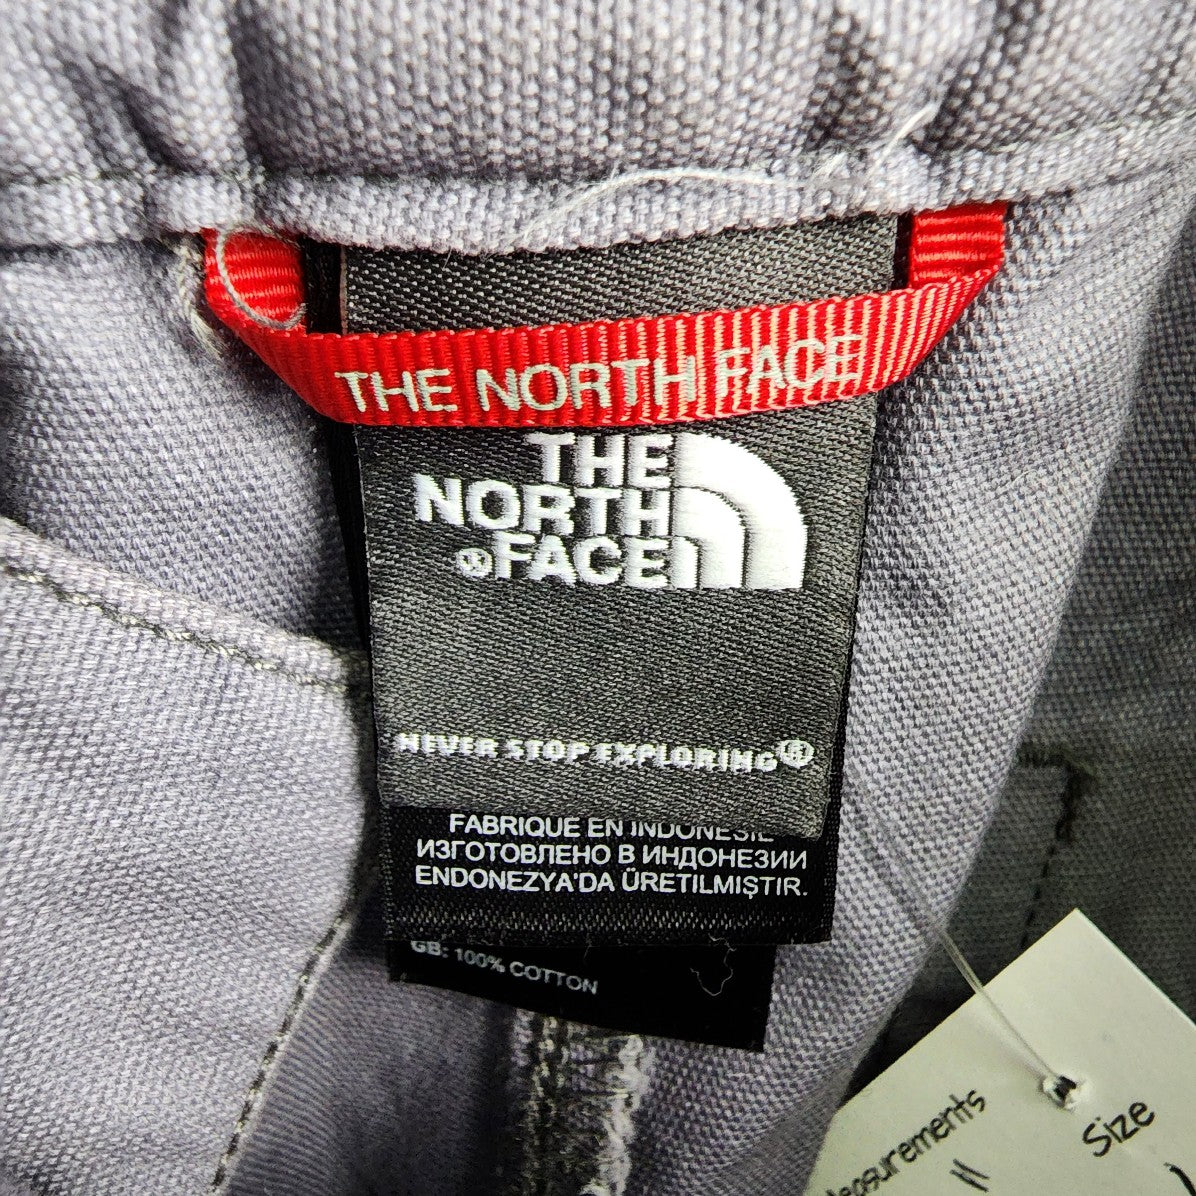 THE NORTH FACE
THE
NORTH
® FACE
NEVER STOP EXPLORING®
FABRIQUE EN INDONESIE
ИЗГОТОВЛЕНО В ИНДОНЕЗИИ
ENDONEZYA'DA ÜRETILMIŞTIR.
GB: 100% COTTON
Measurements
Size